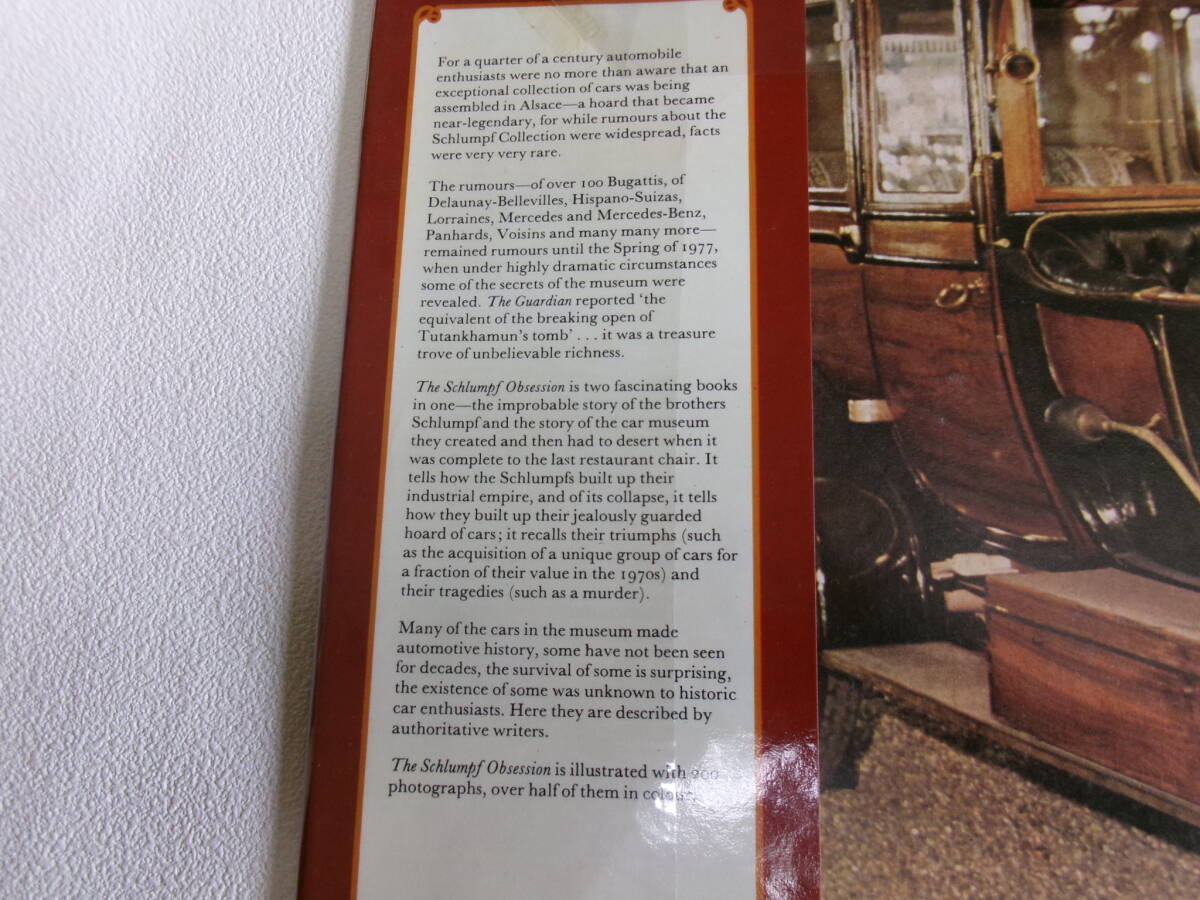 For a quarter of a century automobile
enthusiasts were no more than aware that an
exceptional collection of cars was being
assembled in Alsace—a hoard that became
near-legendary, for while rumours about the
Schlumpf Collection were widespread, facts
were very very rare.
The rumours—of over 100 Bugattis, of
Delaunay-Bellevilles, Hispano-Suizas,
Lorraines, Mercedes and Mercedes-Benz,
Panhards, Voisins and many many more—
remained rumours until the Spring of 1977,
when under highly dramatic circumstances
some of the secrets of the museum were
revealed. The Guardian reported ‘the
equivalent of the breaking open of
Tutankhamun's tomb’ . . . it was a treasure
trove of unbelievable richness.
The Schlumpf Obsession is two fascinating books
in one—the improbable story of the brothers
Schlumpf and the story of the car museum
they created and then had to desert when it
was complete to the last restaurant chair. It
tells how the Schlumpfs built up their
industrial empire, and of its collapse, it tells
how they built up their jealously guarded
hoard of cars; it recalls their triumphs (such
as the acquisition of a unique group of cars for
a fraction of their value in the 1970s) and
their tragedies (such as a murder).
Many of the cars in the museum made
automotive history, some have not been seen
for decades, the survival of some is surprising,
the existence of some was unknown to historic
car enthusiasts. Here they are described by
authoritative writers.
The Schlumpf Obsession is illustrated with
photographs, over half of them in colour.